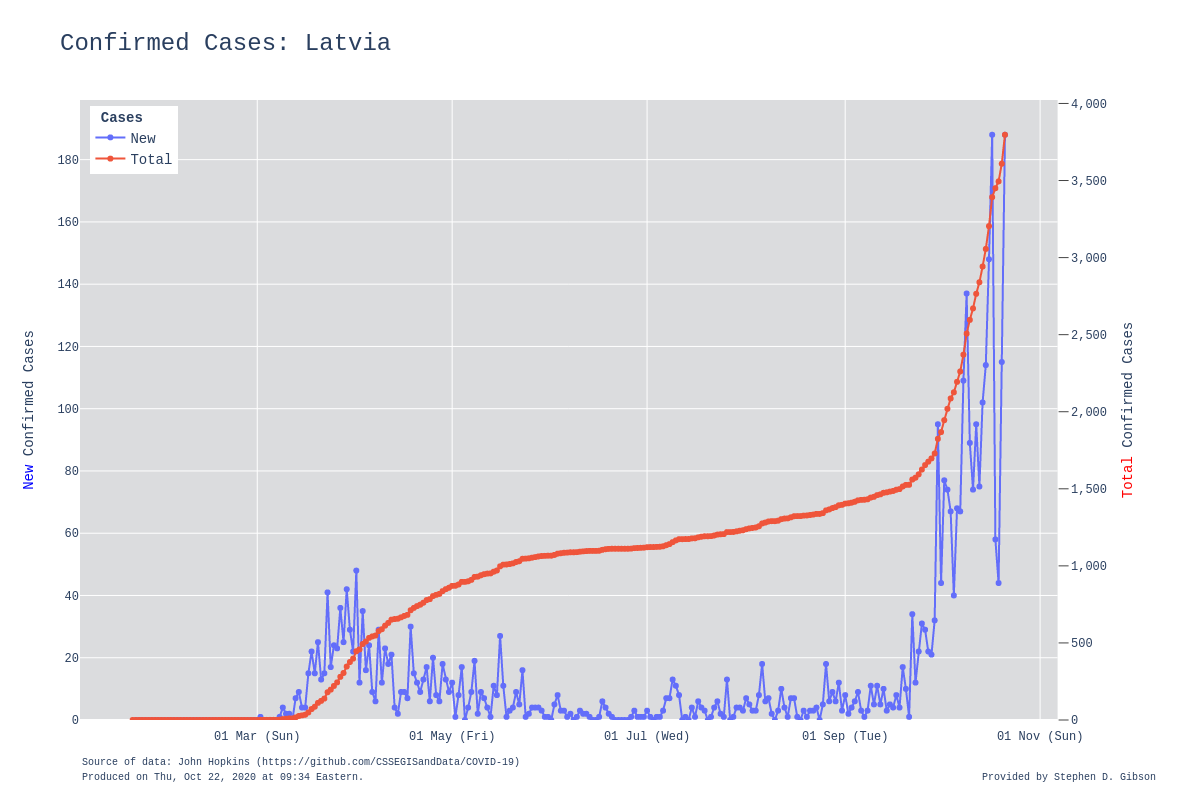 Confirmed Cases: Latvia
Cases
New
Total
180
160
140
120
100
80
60
40
20
0
4,000
3,500
3,000
2,500
2,000
1,500
1,000
500
0
New Confirmed Cases
Total Confirmed Cases
01 Mar (Sun)
01 May (Fri)
01 Jul (Wed)
01 Sep (Tue)
01 Nov (Sun)
Source of data: John Hopkins (https://github.com/CSSEGISandData/COVID-19)
Produced on Thu, Oct 22, 2020 at 09:34 Eastern.
Provided by Stephen D. Gibson